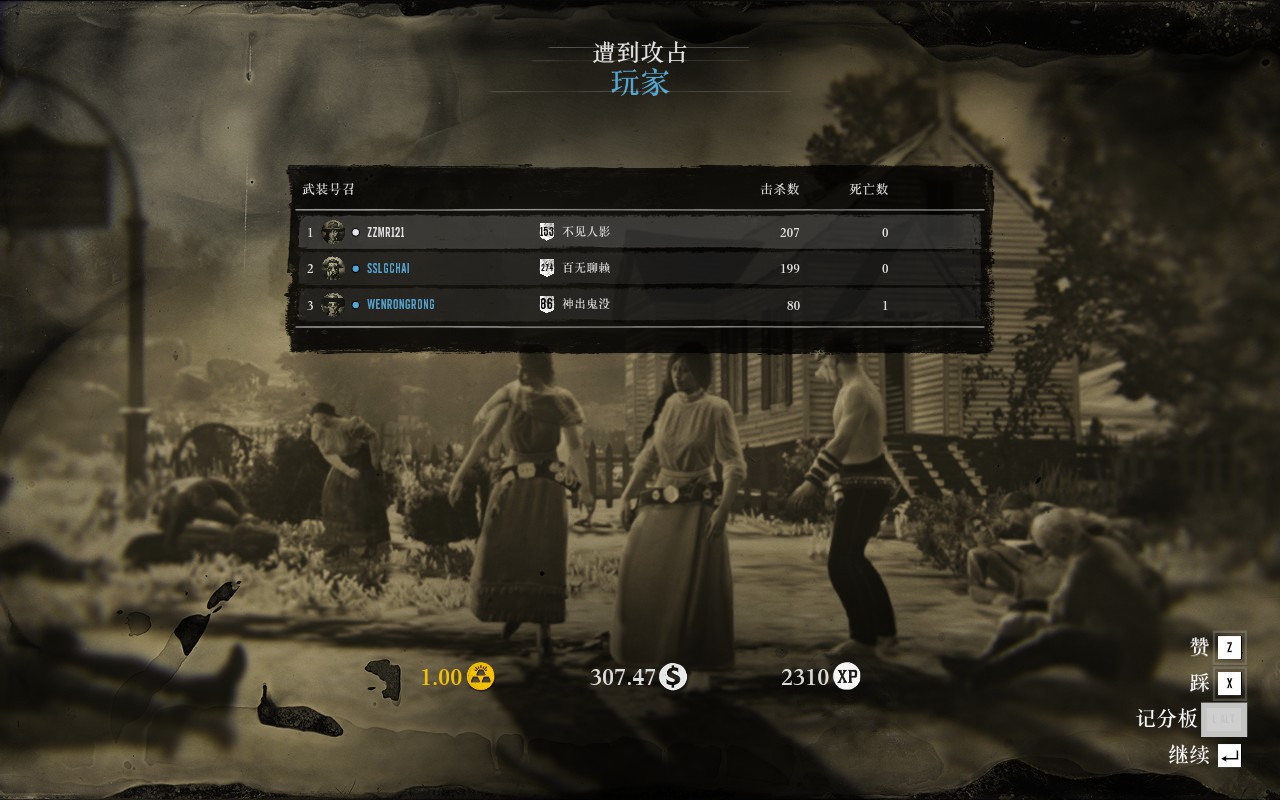 遭到攻占
玩家
武装号召 击杀数 死亡数
1 ZZMR121 153 不见人影 207 0
2 SSLGCHAI 274 百无聊赖 199 0
3 WENRONGRONG 86 神出鬼没 80 1
1.00 307.47 $ 2310 XP
赞 Z
踩 X
记分板
继续